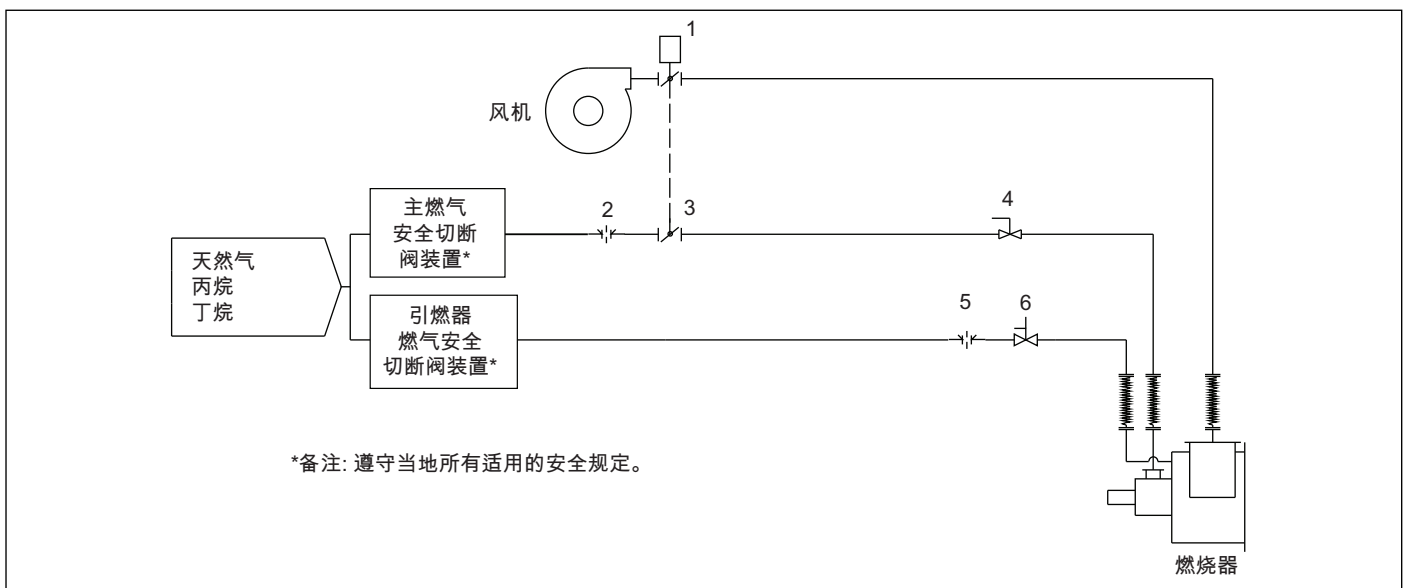 1
风机
主燃气
安全切断
阀装置*
2
3
4
天然气
丙烷
丁烷
引燃器
燃气安全
切断阀装置*
5
6
*备注: 遵守当地所有适用的安全规定。
燃烧器